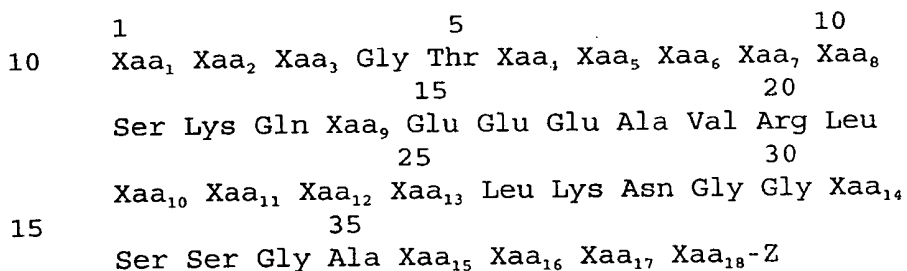 1 5 10
10 Xaa₁ Xaa₂ Xaa₃ Gly Thr Xaa₄ Xaa₅ Xaa₆ Xaa₇ Xaa₈
15 20
Ser Lys Gln Xaa₉ Glu Glu Glu Ala Val Arg Leu
25 30
Xaa₁₀ Xaa₁₁ Xaa₁₂ Xaa₁₃ Leu Lys Asn Gly Gly Xaa₁₄
15 35
Ser Ser Gly Ala Xaa₁₅ Xaa₁₆ Xaa₁₇ Xaa₁₈-Z